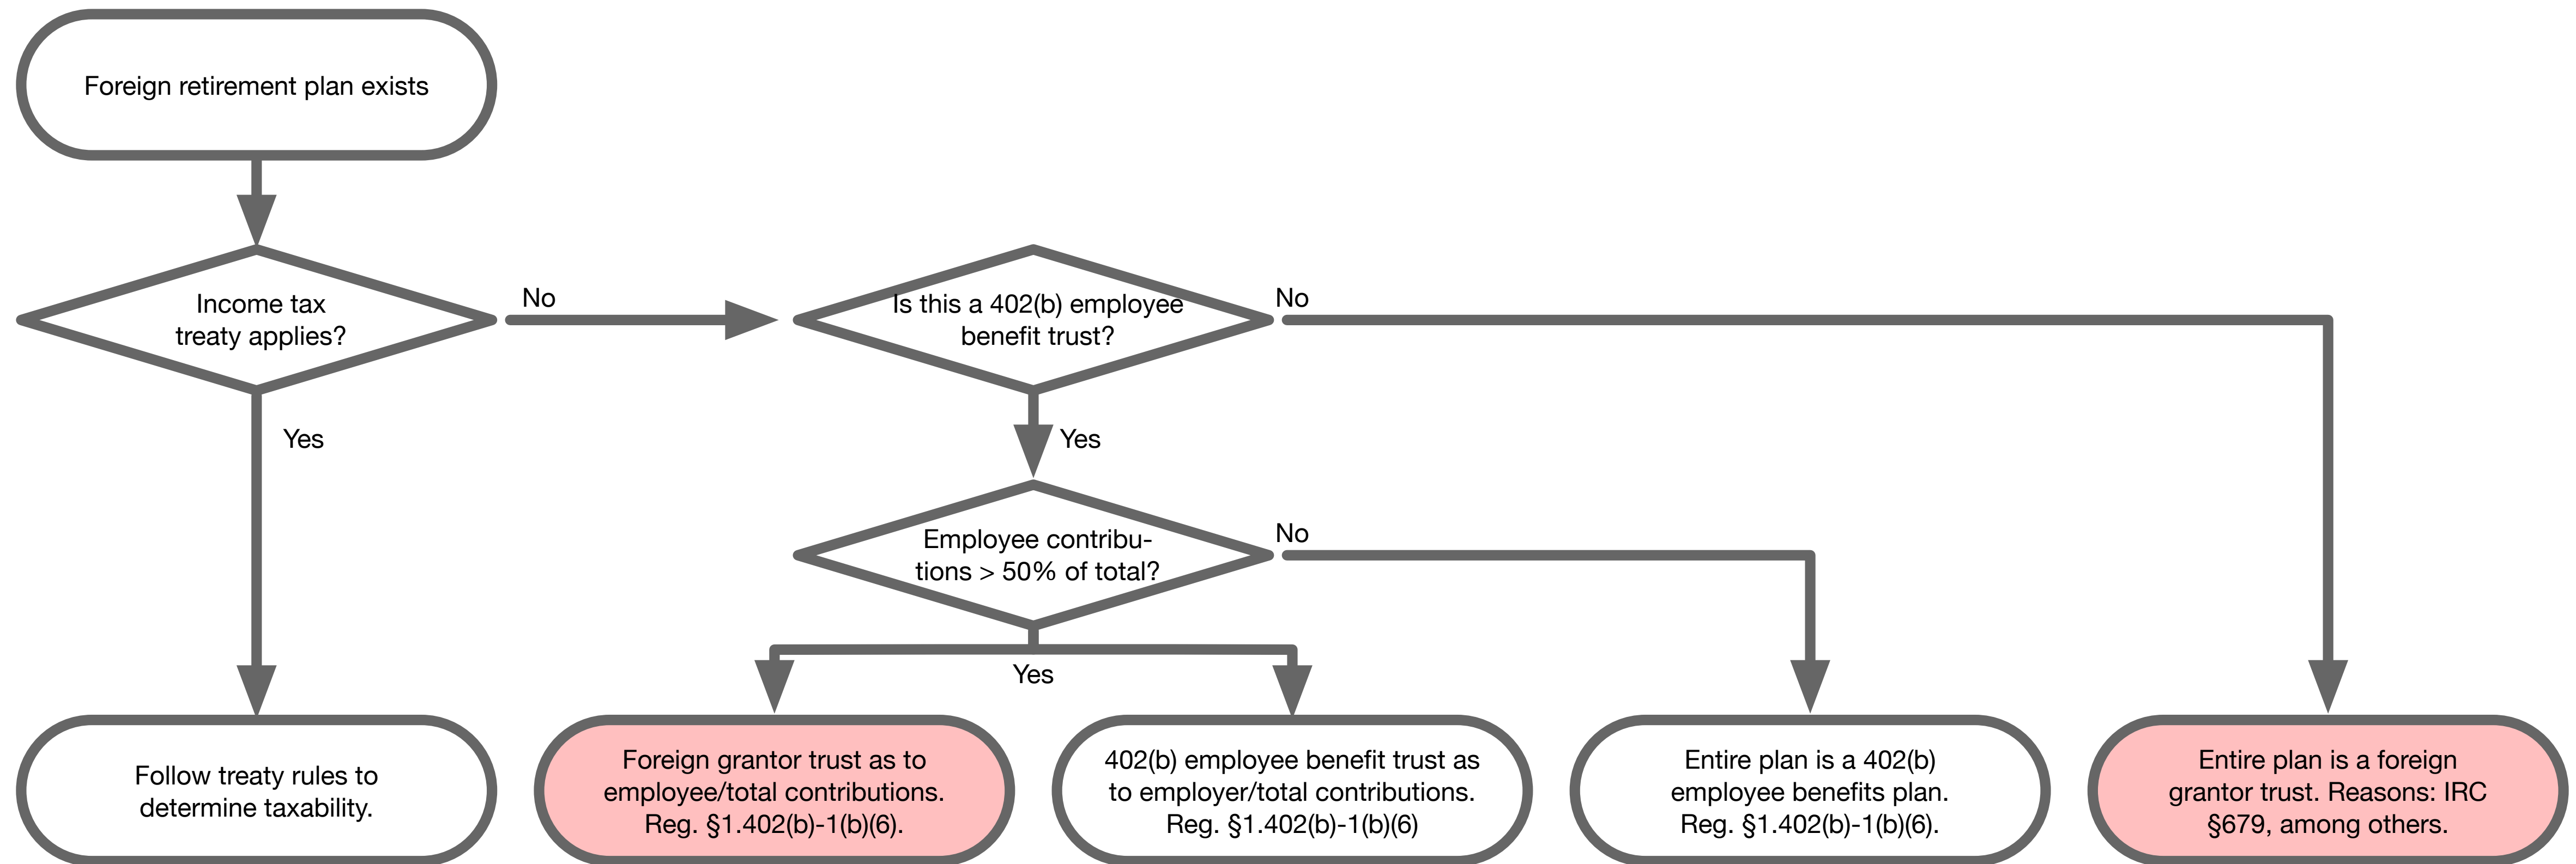 Foreign retirement plan exists
Income tax
treaty applies?
No
Is this a 402(b) employee
benefit trust?
No
Yes
Yes
Employee contribu-
tions > 50% of total?
No
Yes
Follow treaty rules to
determine taxability.
Foreign grantor trust as to
employee/total contributions.
Reg. §1.402(b)-1(b)(6).
402(b) employee benefit trust as
to employer/total contributions.
Reg. §1.402(b)-1(b)(6)
Entire plan is a 402(b)
employee benefits plan.
Reg. §1.402(b)-1(b)(6).
Entire plan is a foreign
grantor trust. Reasons: IRC
§679, among others.